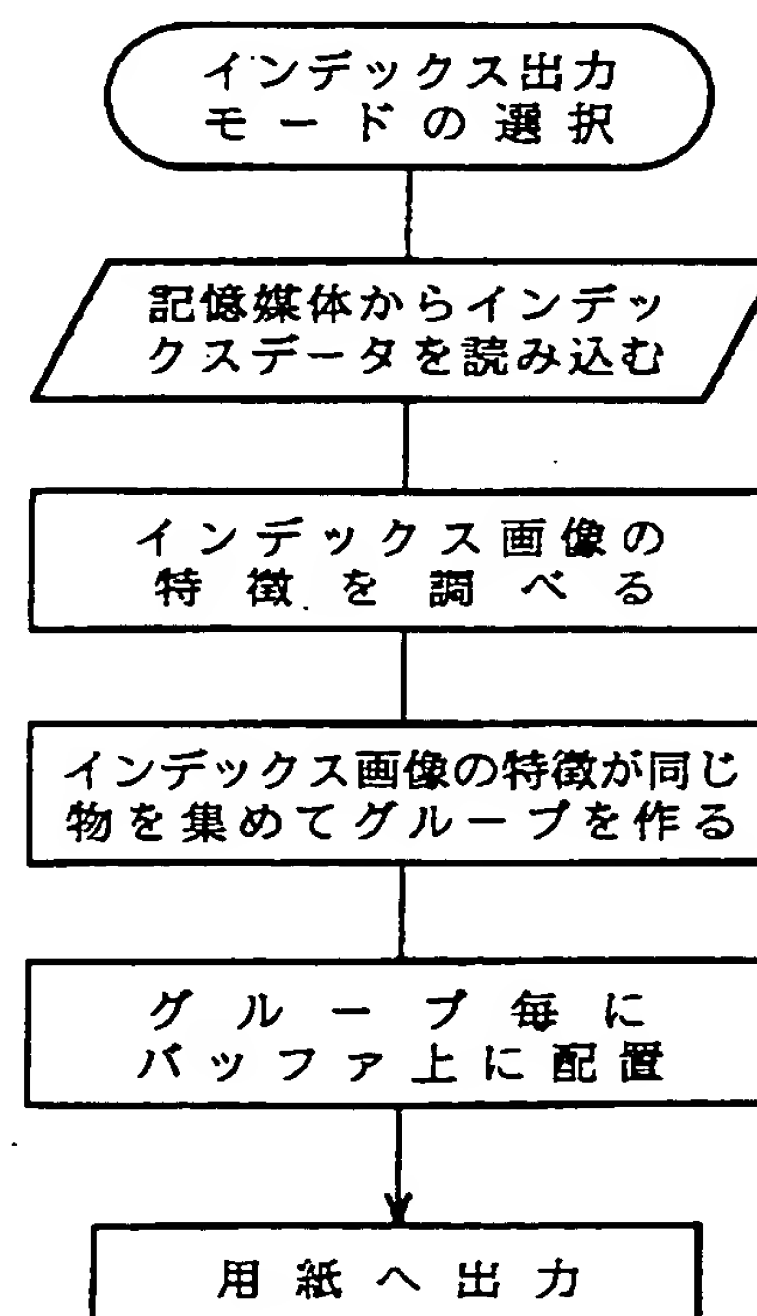 インデックス出力
モードの選択
記憶媒体からインデッ
クスデータを読み込む
インデックス画像の
特徴を調べる
インデックス画像の特徴が同じ
物を集めてグループを作る
グループ毎に
バッファ上に配置
用紙へ出力